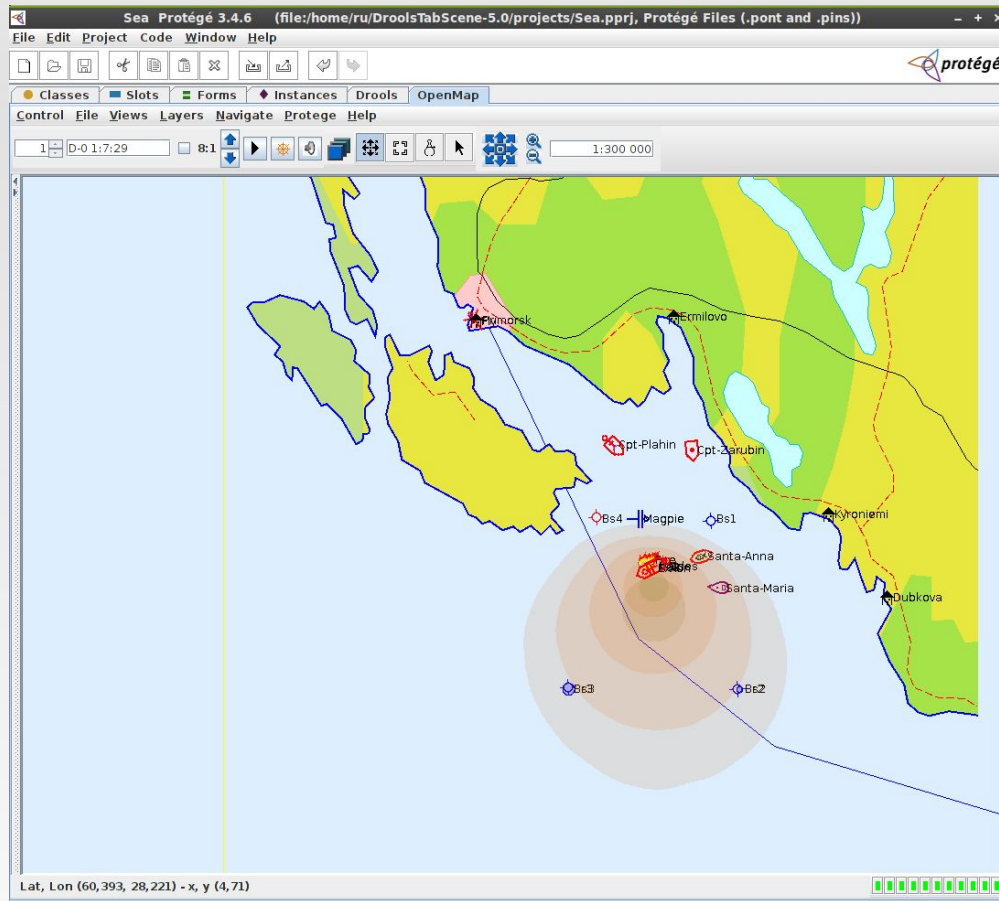 Sea Protégé 3.4.6 (file:/home/ru/DroolsTabScene-5.0/projects/Sea.pprj, Protégé Files (.pont and .pins))
File Edit Project Code Window Help
protégé
Classes Slots Forms Instances Drools OpenMap
Control File Views Layers Navigate Protege Help
1 D-0 1:7:29 8:1 1:300 000
Primorsk
Ermilovo
Cpt-Plahin
Cpt-Zarubin
Kyroniemi
Bs4
Magpie
Bs1
Santa-Anna
Santa-Maria
Dubkova
Bs3
Bs2
Lat, Lon (60,393, 28,221) - x, y (4,71)